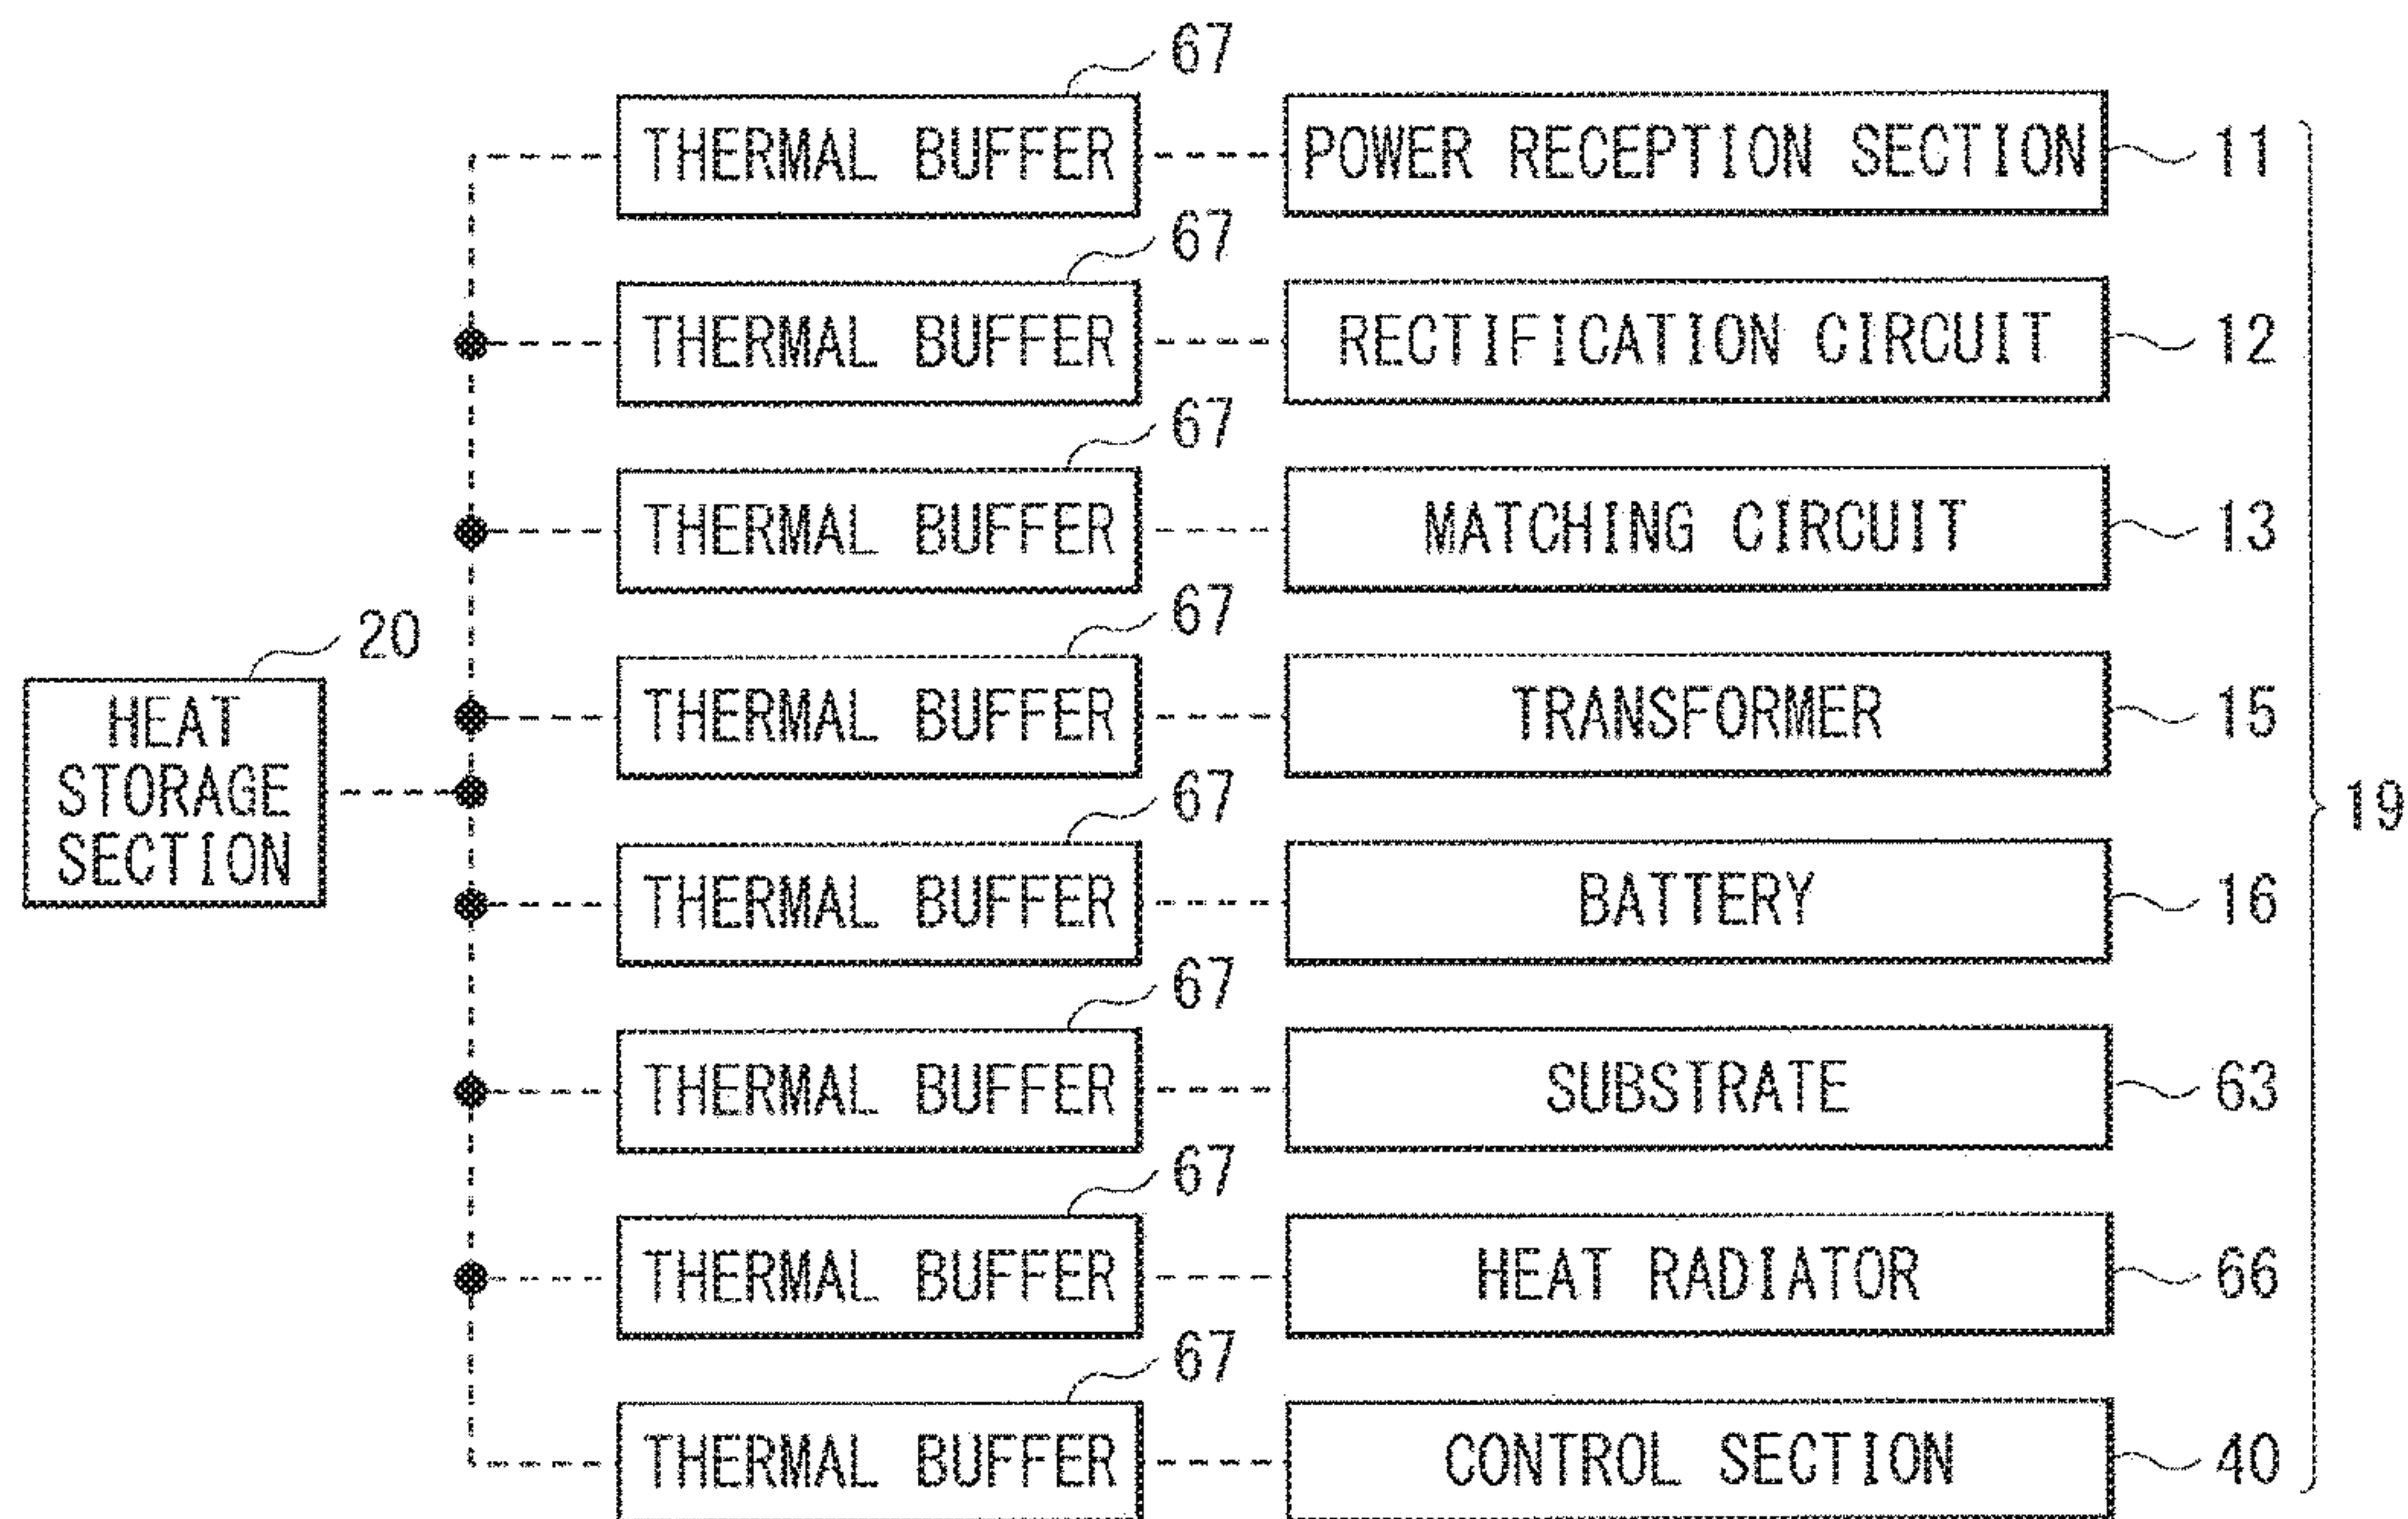 67
THERMAL BUFFER POWER RECEPTION SECTION 11
67
THERMAL BUFFER RECTIFICATION CIRCUIT 12
67
THERMAL BUFFER MATCHING CIRCUIT 13
67
20
THERMAL BUFFER TRANSFORMER 15
HEAT
STORAGE
SECTION
67
19
THERMAL BUFFER BATTERY 16
67
THERMAL BUFFER SUBSTRATE 63
67
THERMAL BUFFER HEAT RADIATOR 66
67
THERMAL BUFFER CONTROL SECTION 40